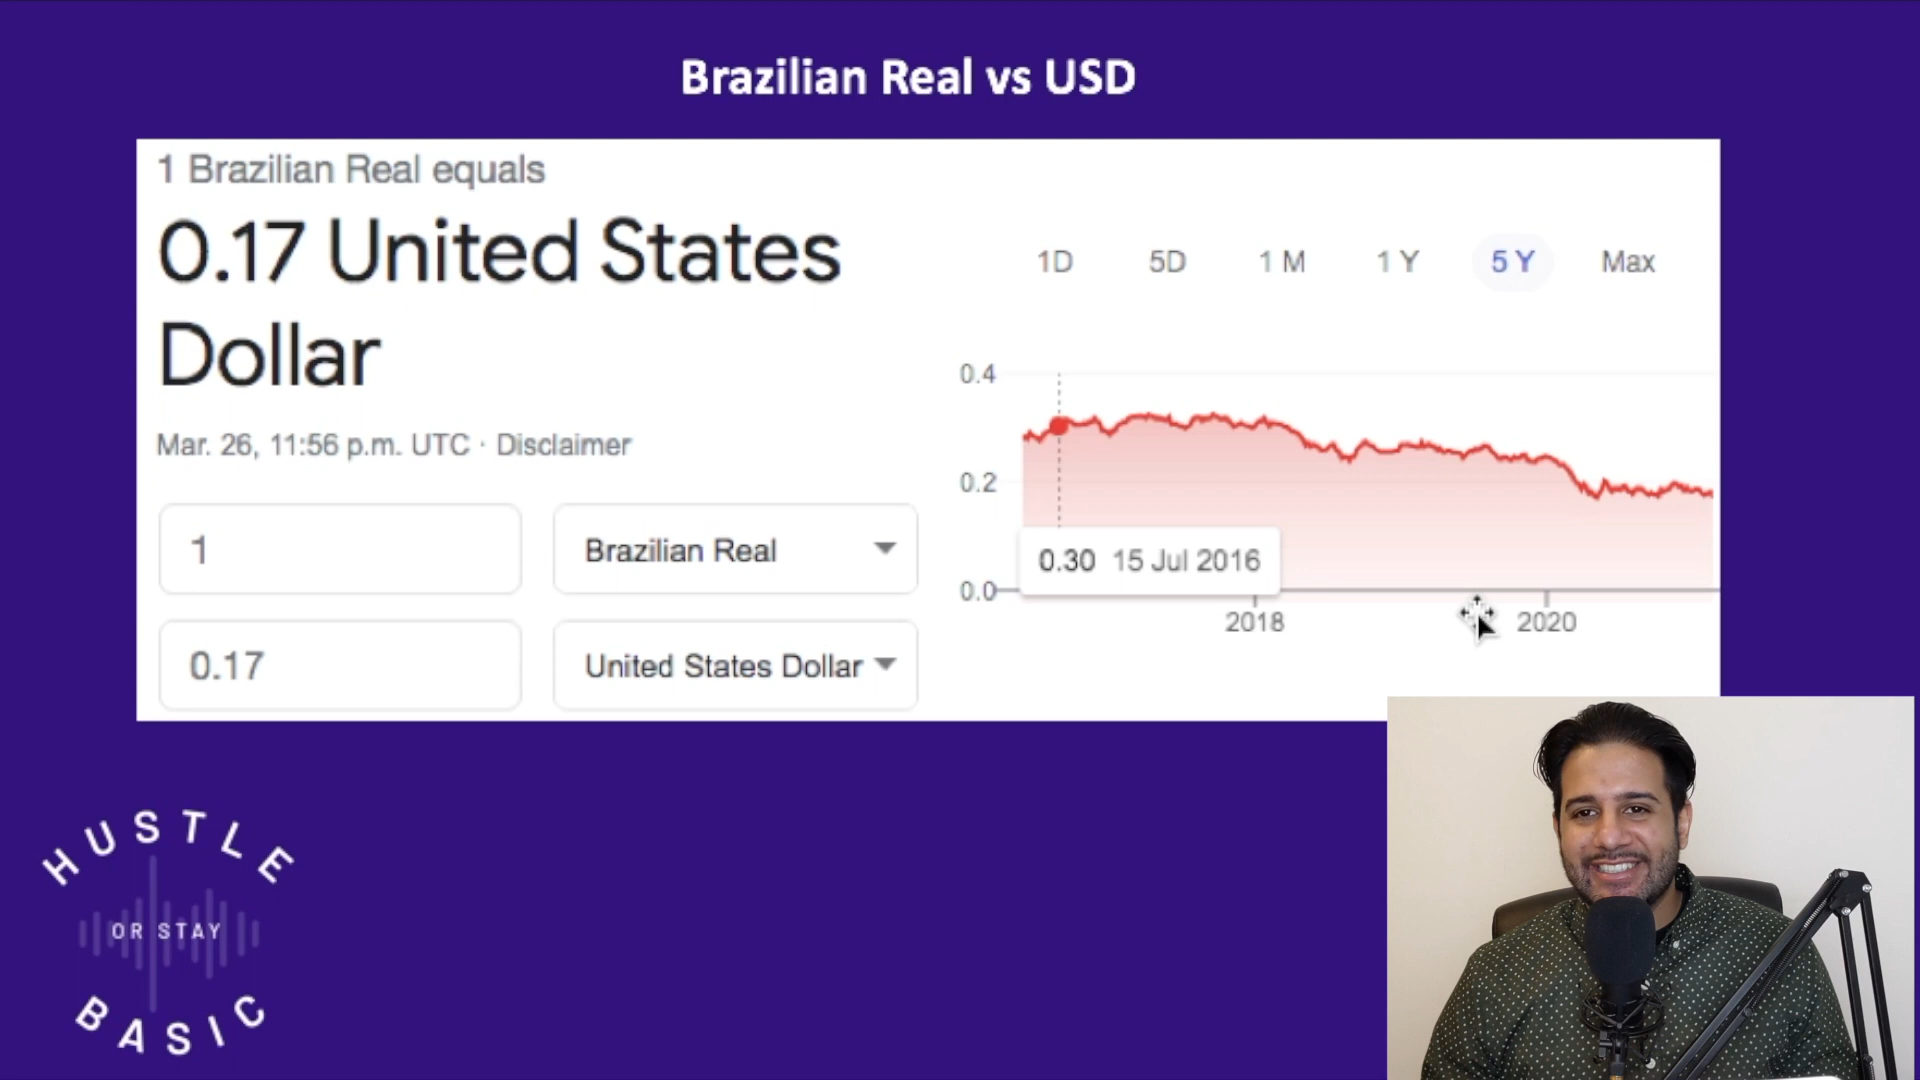 Brazilian Real vs USD
1 Brazilian Real equals
0.17 United States
Dollar
Mar. 26, 11:56 p.m. UTC · Disclaimer
1
Brazilian Real
0.17
United States Dollar
1D 5D 1 M 1 Y 5 Y Max
0.4
0.2
0.0
0.30 15 Jul 2016
2018 2020
HUSTLE
OR STAY
BASIC